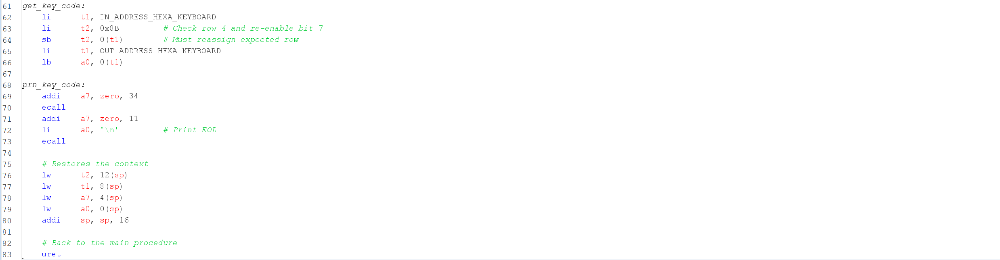 61 get_key_code:
62     li      t1, IN_ADDRESS_HEXA_KEYBOARD
63     li      t2, 0x8B         # Check row 4 and re-enable bit 7
64     sb      t2, 0(t1)        # Must reassign expected row
65     li      t1, OUT_ADDRESS_HEXA_KEYBOARD
66     lb      a0, 0(t1)
67
68 prn_key_code:
69     addi    a7, zero, 34
70     ecall
71     addi    a7, zero, 11
72     li      a0, '\n'         # Print EOL
73     ecall
74
75     # Restores the context
76     lw      t2, 12(sp)
77     lw      t1, 8(sp)
78     lw      a7, 4(sp)
79     lw      a0, 0(sp)
80     addi    sp, sp, 16
81
82     # Back to the main procedure
83     uret